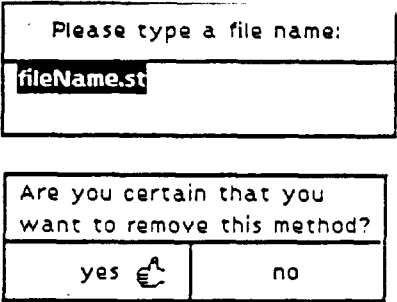 Please type a file name:
fileName.st
Are you certain that you
want to remove this method?
yes no